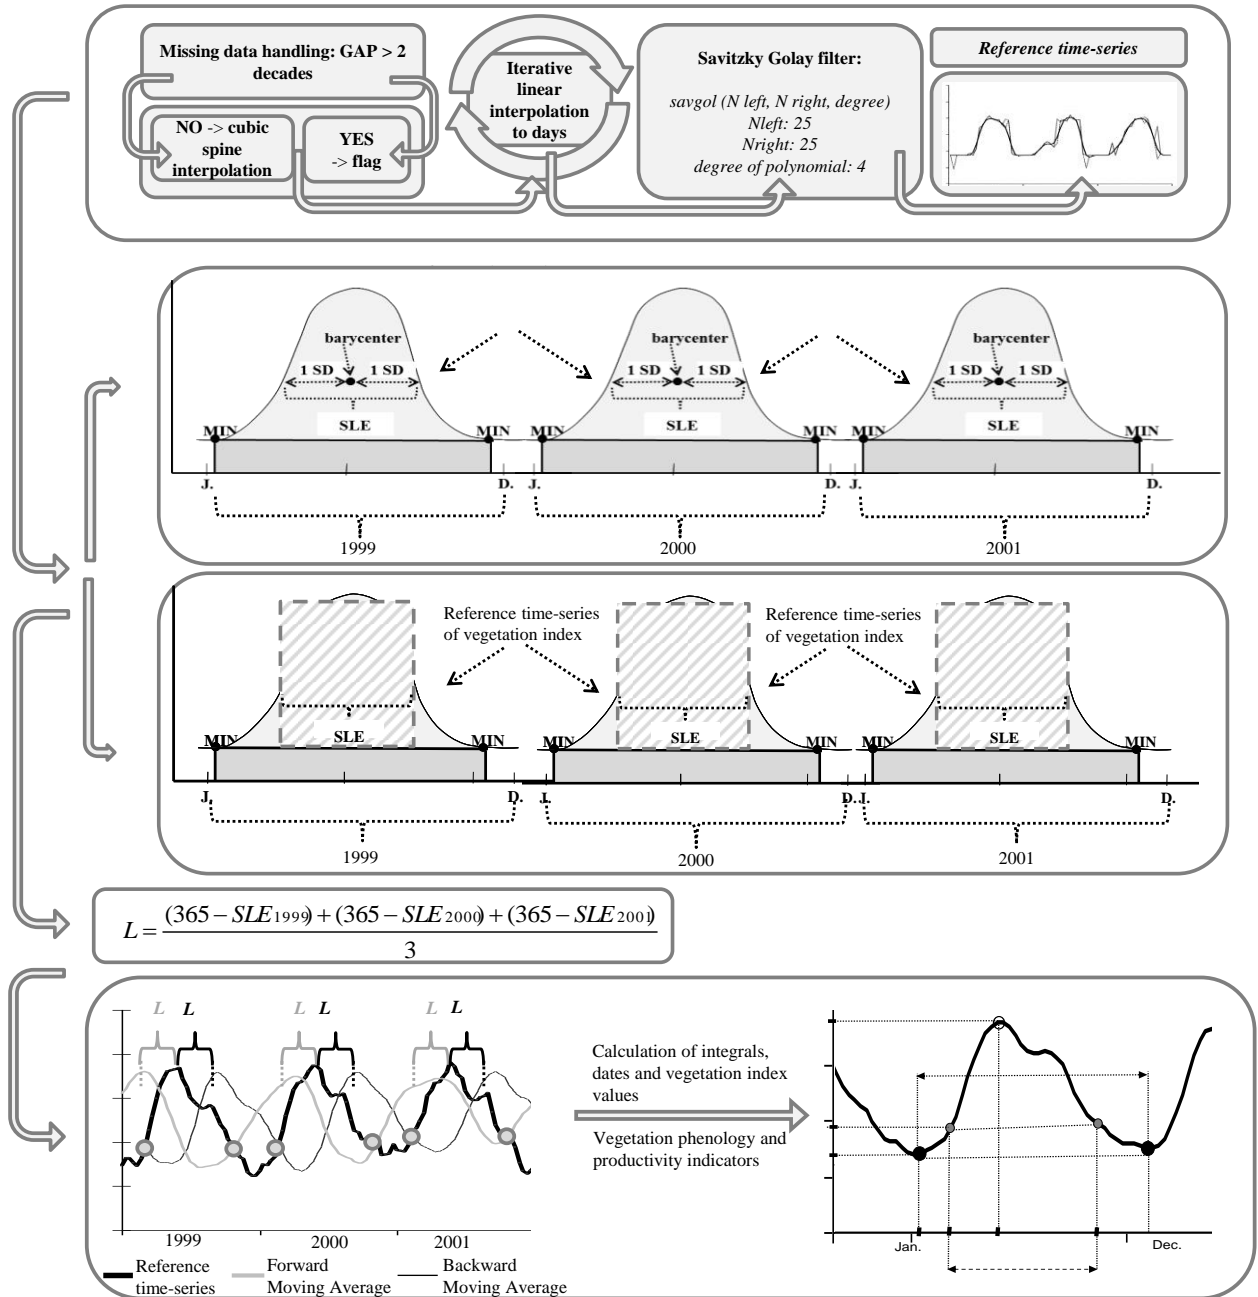 Missing data handling: GAP > 2
decades
NO -> cubic
spine
interpolation
YES
-> flag
Iterative
linear
interpolation
to days
Savitzky Golay filter:
savgol (N left, N right, degree)
Nleft: 25
Nright: 25
degree of polynomial: 4
Reference time-series
barycenter
1 SD 1 SD
SLE
MIN MIN
J. D.
1999
barycenter
1 SD 1 SD
SLE
MIN MIN
J. D.
2000
barycenter
1 SD 1 SD
SLE
MIN MIN
J. D.
2001
Reference time-series
of vegetation index
Reference time-series
of vegetation index
SLE
MIN MIN
J. D.
1999
SLE
MIN MIN
J. D.
2000
SLE
MIN MIN
J. D.
2001
L = (365 - SLE1999) + (365 - SLE2000) + (365 - SLE2001)
3
L L L L L L
1999 2000 2001
Reference
time-series
Forward
Moving Average
Backward
Moving Average
Calculation of integrals,
dates and vegetation index
values
Vegetation phenology and
productivity indicators
Jan. Dec.